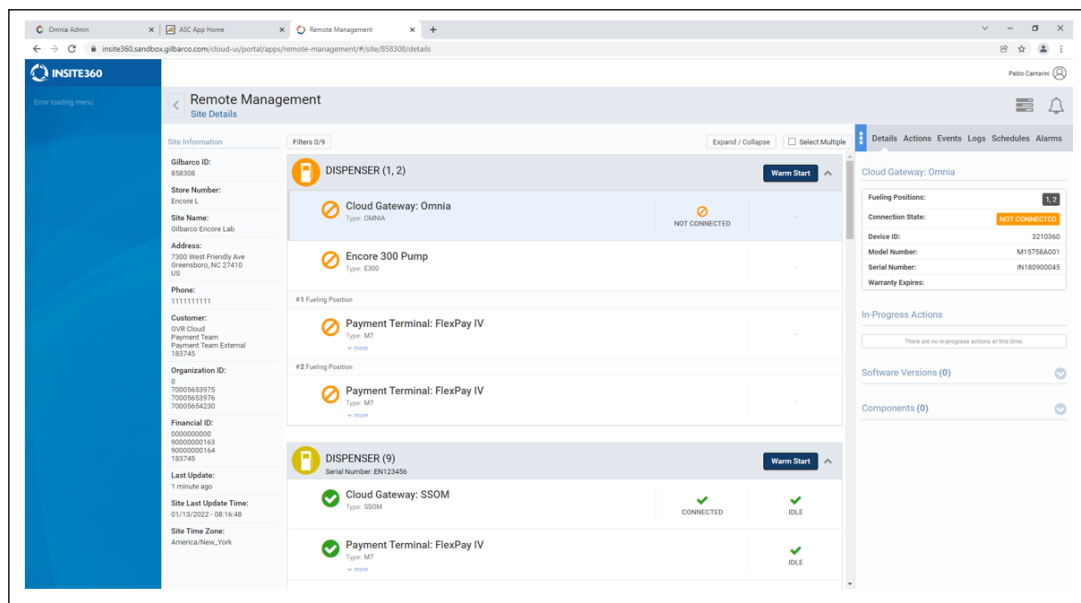 Omnia Admin
ASC App Home
Remote Management
insite360.sandbox.gilbarco.com/cloud-ui/portal/apps/remote-management/#/site/858308/details
INSITE360
Pablo Cantarini
Error loading menu
Remote Management
Site Details
Site Information
Gilbarco ID:
858308
Store Number:
Encore L
Site Name:
Gilbarco Encore Lab
Address:
7300 West Friendly Ave
Greensboro, NC 27410
US
Phone:
1111111111
Customer:
GVR Cloud
Payment Team
Payment Team External
183745
Organization ID:
0
70005653975
70005653976
70005654230
Financial ID:
0000000000
90000000163
90000000164
183745
Last Update:
1 minute ago
Site Last Update Time:
01/13/2022 - 08:16:48
Site Time Zone:
America/New_York
Filters 0/9
Expand / Collapse
Select Multiple
DISPENSER (1, 2)
Warm Start
Cloud Gateway: Omnia
Type: OMNIA
NOT CONNECTED
Encore 300 Pump
Type: E300
#1 Fueling Position
Payment Terminal: FlexPay IV
Type: M7
more
#2 Fueling Position
Payment Terminal: FlexPay IV
Type: M7
more
DISPENSER (9)
Serial Number: EN123456
Warm Start
Cloud Gateway: SSOM
Type: SSOM
CONNECTED
IDLE
Payment Terminal: FlexPay IV
Type: M7
more
IDLE
Details Actions Events Logs Schedules Alarms
Cloud Gateway: Omnia
Fueling Positions: 1, 2
Connection State: NOT CONNECTED
Device ID: 3210360
Model Number: M15758A001
Serial Number: IN180900045
Warranty Expires:
In-Progress Actions
There are no in-progress actions at this time.
Software Versions (0)
Components (0)